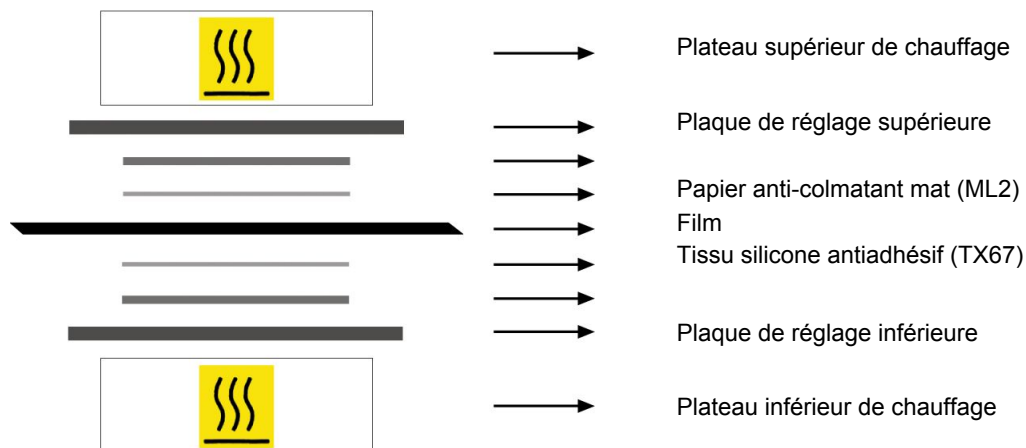 Plateau supérieur de chauffage
Plaque de réglage supérieure
Papier anti-colmatant mat (ML2)
Film
Tissu silicone antiadhésif (TX67)
Plaque de réglage inférieure
Plateau inférieur de chauffage